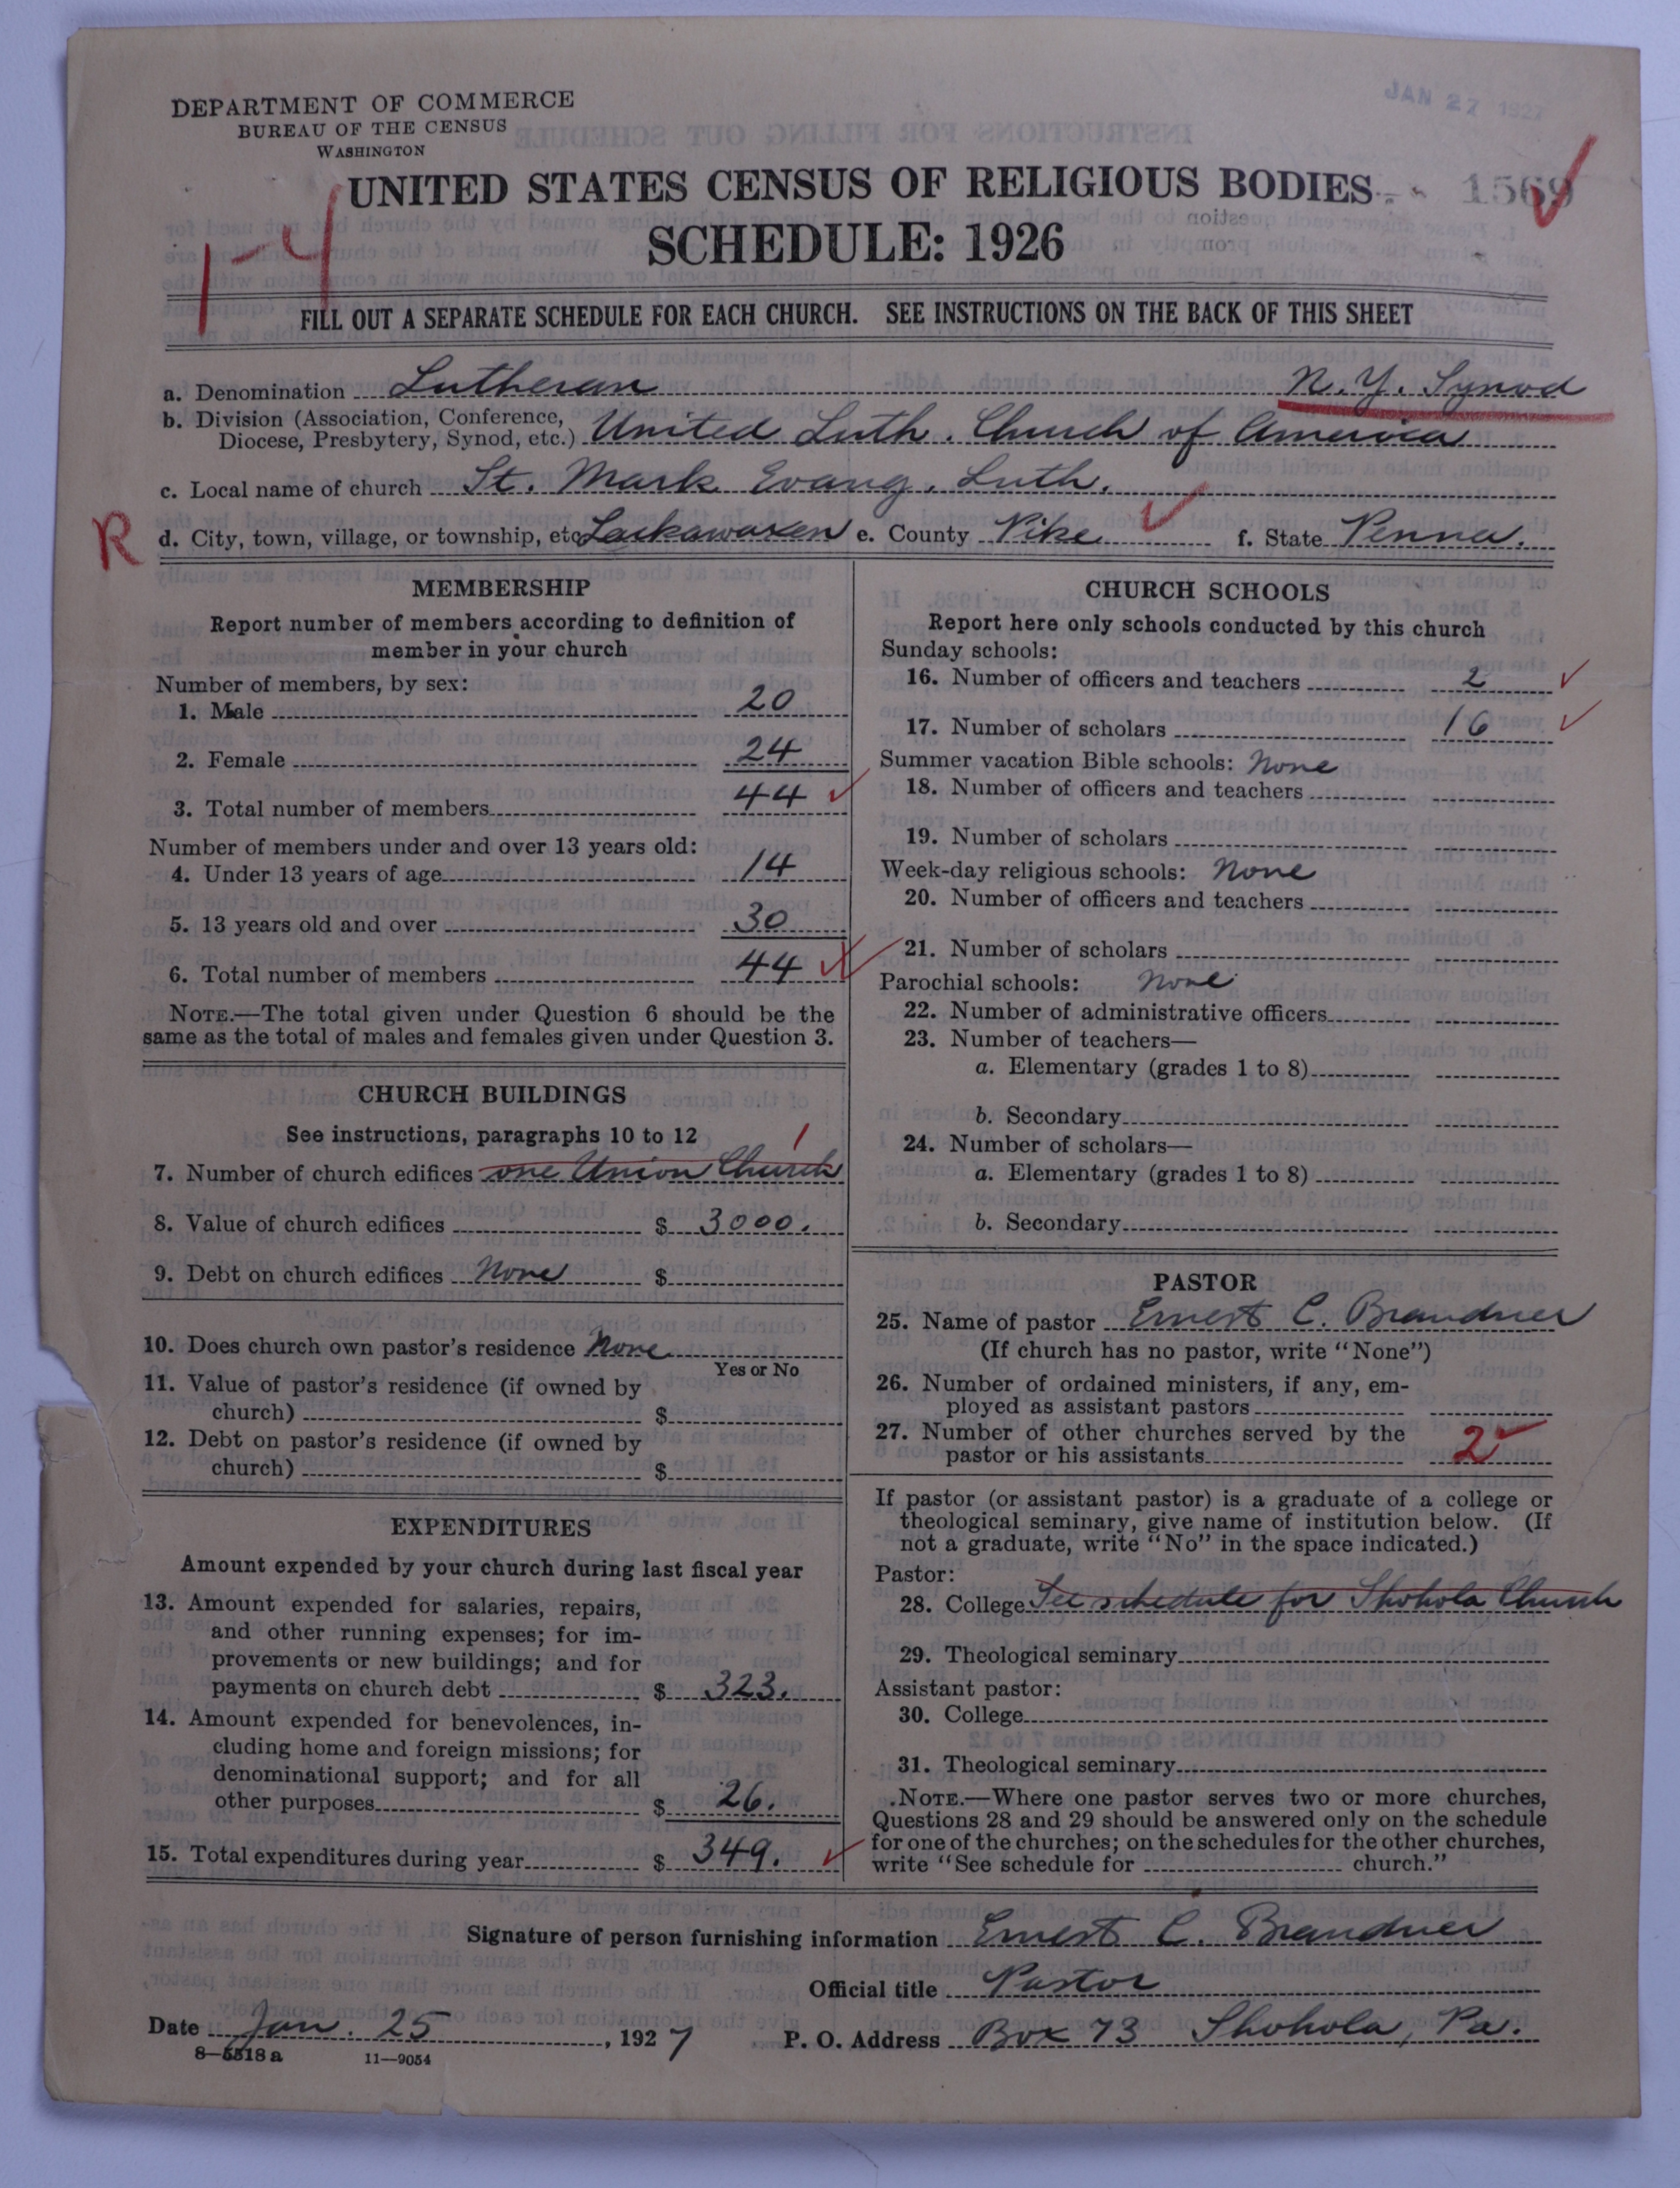 DEPARTMENT OF COMMERCE
BUREAU OF THE CENSUS
WASHINGTON
JAN 27 1927
UNITED STATES CENSUS OF RELIGIOUS BODIES
1569
1-4
SCHEDULE: 1926
FILL OUT A SEPARATE SCHEDULE FOR EACH CHURCH. SEE INSTRUCTIONS ON THE BACK OF THIS SHEET
a. Denomination Lutheran N.Y. Synod
b. Division (Association, Conference,
Diocese, Presbytery, Synod, etc.) United Luth. Church of America
c. Local name of church St. Mark Evang. Luth.
R
d. City, town, village, or township, etc. Lackawaxen e. County Pike f. State Penna.
MEMBERSHIP
Report number of members according to definition of
member in your church
Number of members, by sex:
1. Male 20
2. Female 24
3. Total number of members 44
Number of members under and over 13 years old:
4. Under 13 years of age 14
5. 13 years old and over 30
6. Total number of members 44
NOTE.—The total given under Question 6 should be the
same as the total of males and females given under Question 3.
CHURCH BUILDINGS
See instructions, paragraphs 10 to 12
1
7. Number of church edifices one Union Church
8. Value of church edifices $ 3000.
9. Debt on church edifices None $
10. Does church own pastor's residence None
Yes or No
11. Value of pastor's residence (if owned by
church) $
12. Debt on pastor's residence (if owned by
church) $
EXPENDITURES
Amount expended by your church during last fiscal year
13. Amount expended for salaries, repairs,
and other running expenses; for im-
provements or new buildings; and for
payments on church debt $ 323.
14. Amount expended for benevolences, in-
cluding home and foreign missions; for
denominational support; and for all
other purposes $ 26.
15. Total expenditures during year $ 349.
CHURCH SCHOOLS
Report here only schools conducted by this church
Sunday schools:
16. Number of officers and teachers 2
17. Number of scholars 16
Summer vacation Bible schools: None
18. Number of officers and teachers
19. Number of scholars
Week-day religious schools: None
20. Number of officers and teachers
21. Number of scholars
Parochial schools: None
22. Number of administrative officers
23. Number of teachers—
a. Elementary (grades 1 to 8)
b. Secondary
24. Number of scholars—
a. Elementary (grades 1 to 8)
b. Secondary
PASTOR
25. Name of pastor Ernest C. Brandner
(If church has no pastor, write "None")
26. Number of ordained ministers, if any, em-
ployed as assistant pastors
27. Number of other churches served by the
pastor or his assistants 2
If pastor (or assistant pastor) is a graduate of a college or
theological seminary, give name of institution below. (If
not a graduate, write "No" in the space indicated.)
Pastor:
28. College See schedule for Shohola Church
29. Theological seminary
Assistant pastor:
30. College
31. Theological seminary
NOTE.—Where one pastor serves two or more churches,
Questions 28 and 29 should be answered only on the schedule
for one of the churches; on the schedules for the other churches,
write "See schedule for church."
Signature of person furnishing information Ernest C. Brandner
Official title Pastor
Date Jan. 25, 1927 P. O. Address Box 73 Shohola, Pa.
8—5518 a 11—9054